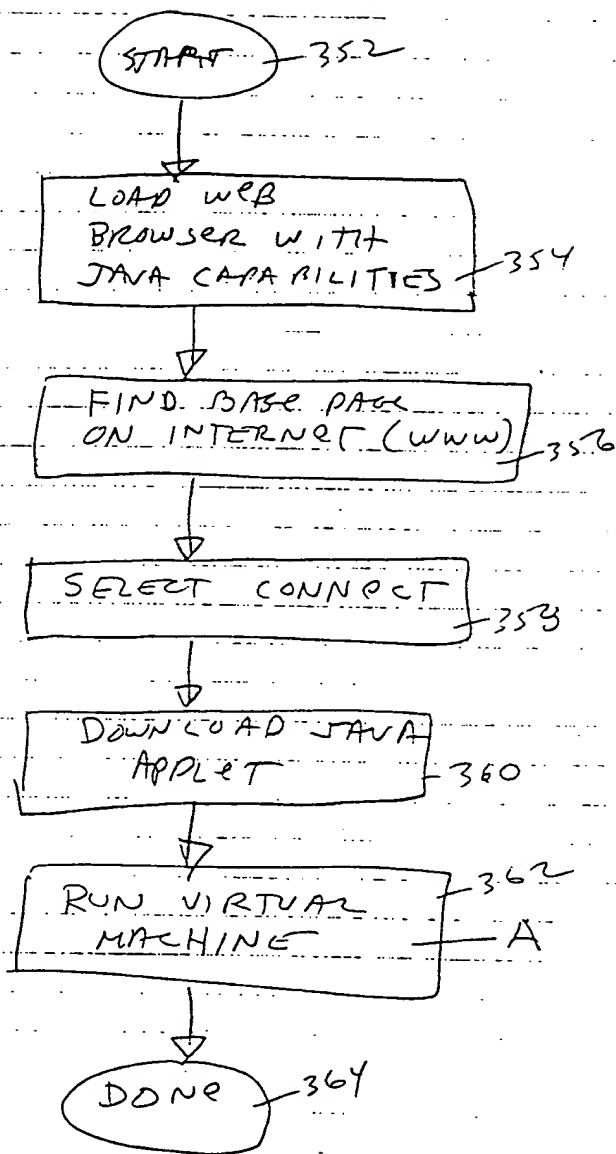 START
352
LOAD WEB
BROWSER WITH
JAVA CAPABILITIES
354
FIND BASE PAGE
ON INTERNET (WWW)
356
SELECT CONNECT
358
DOWNLOAD JAVA
APPLET
360
362
RUN VIRTUAL
MACHINE
A
DONE
364